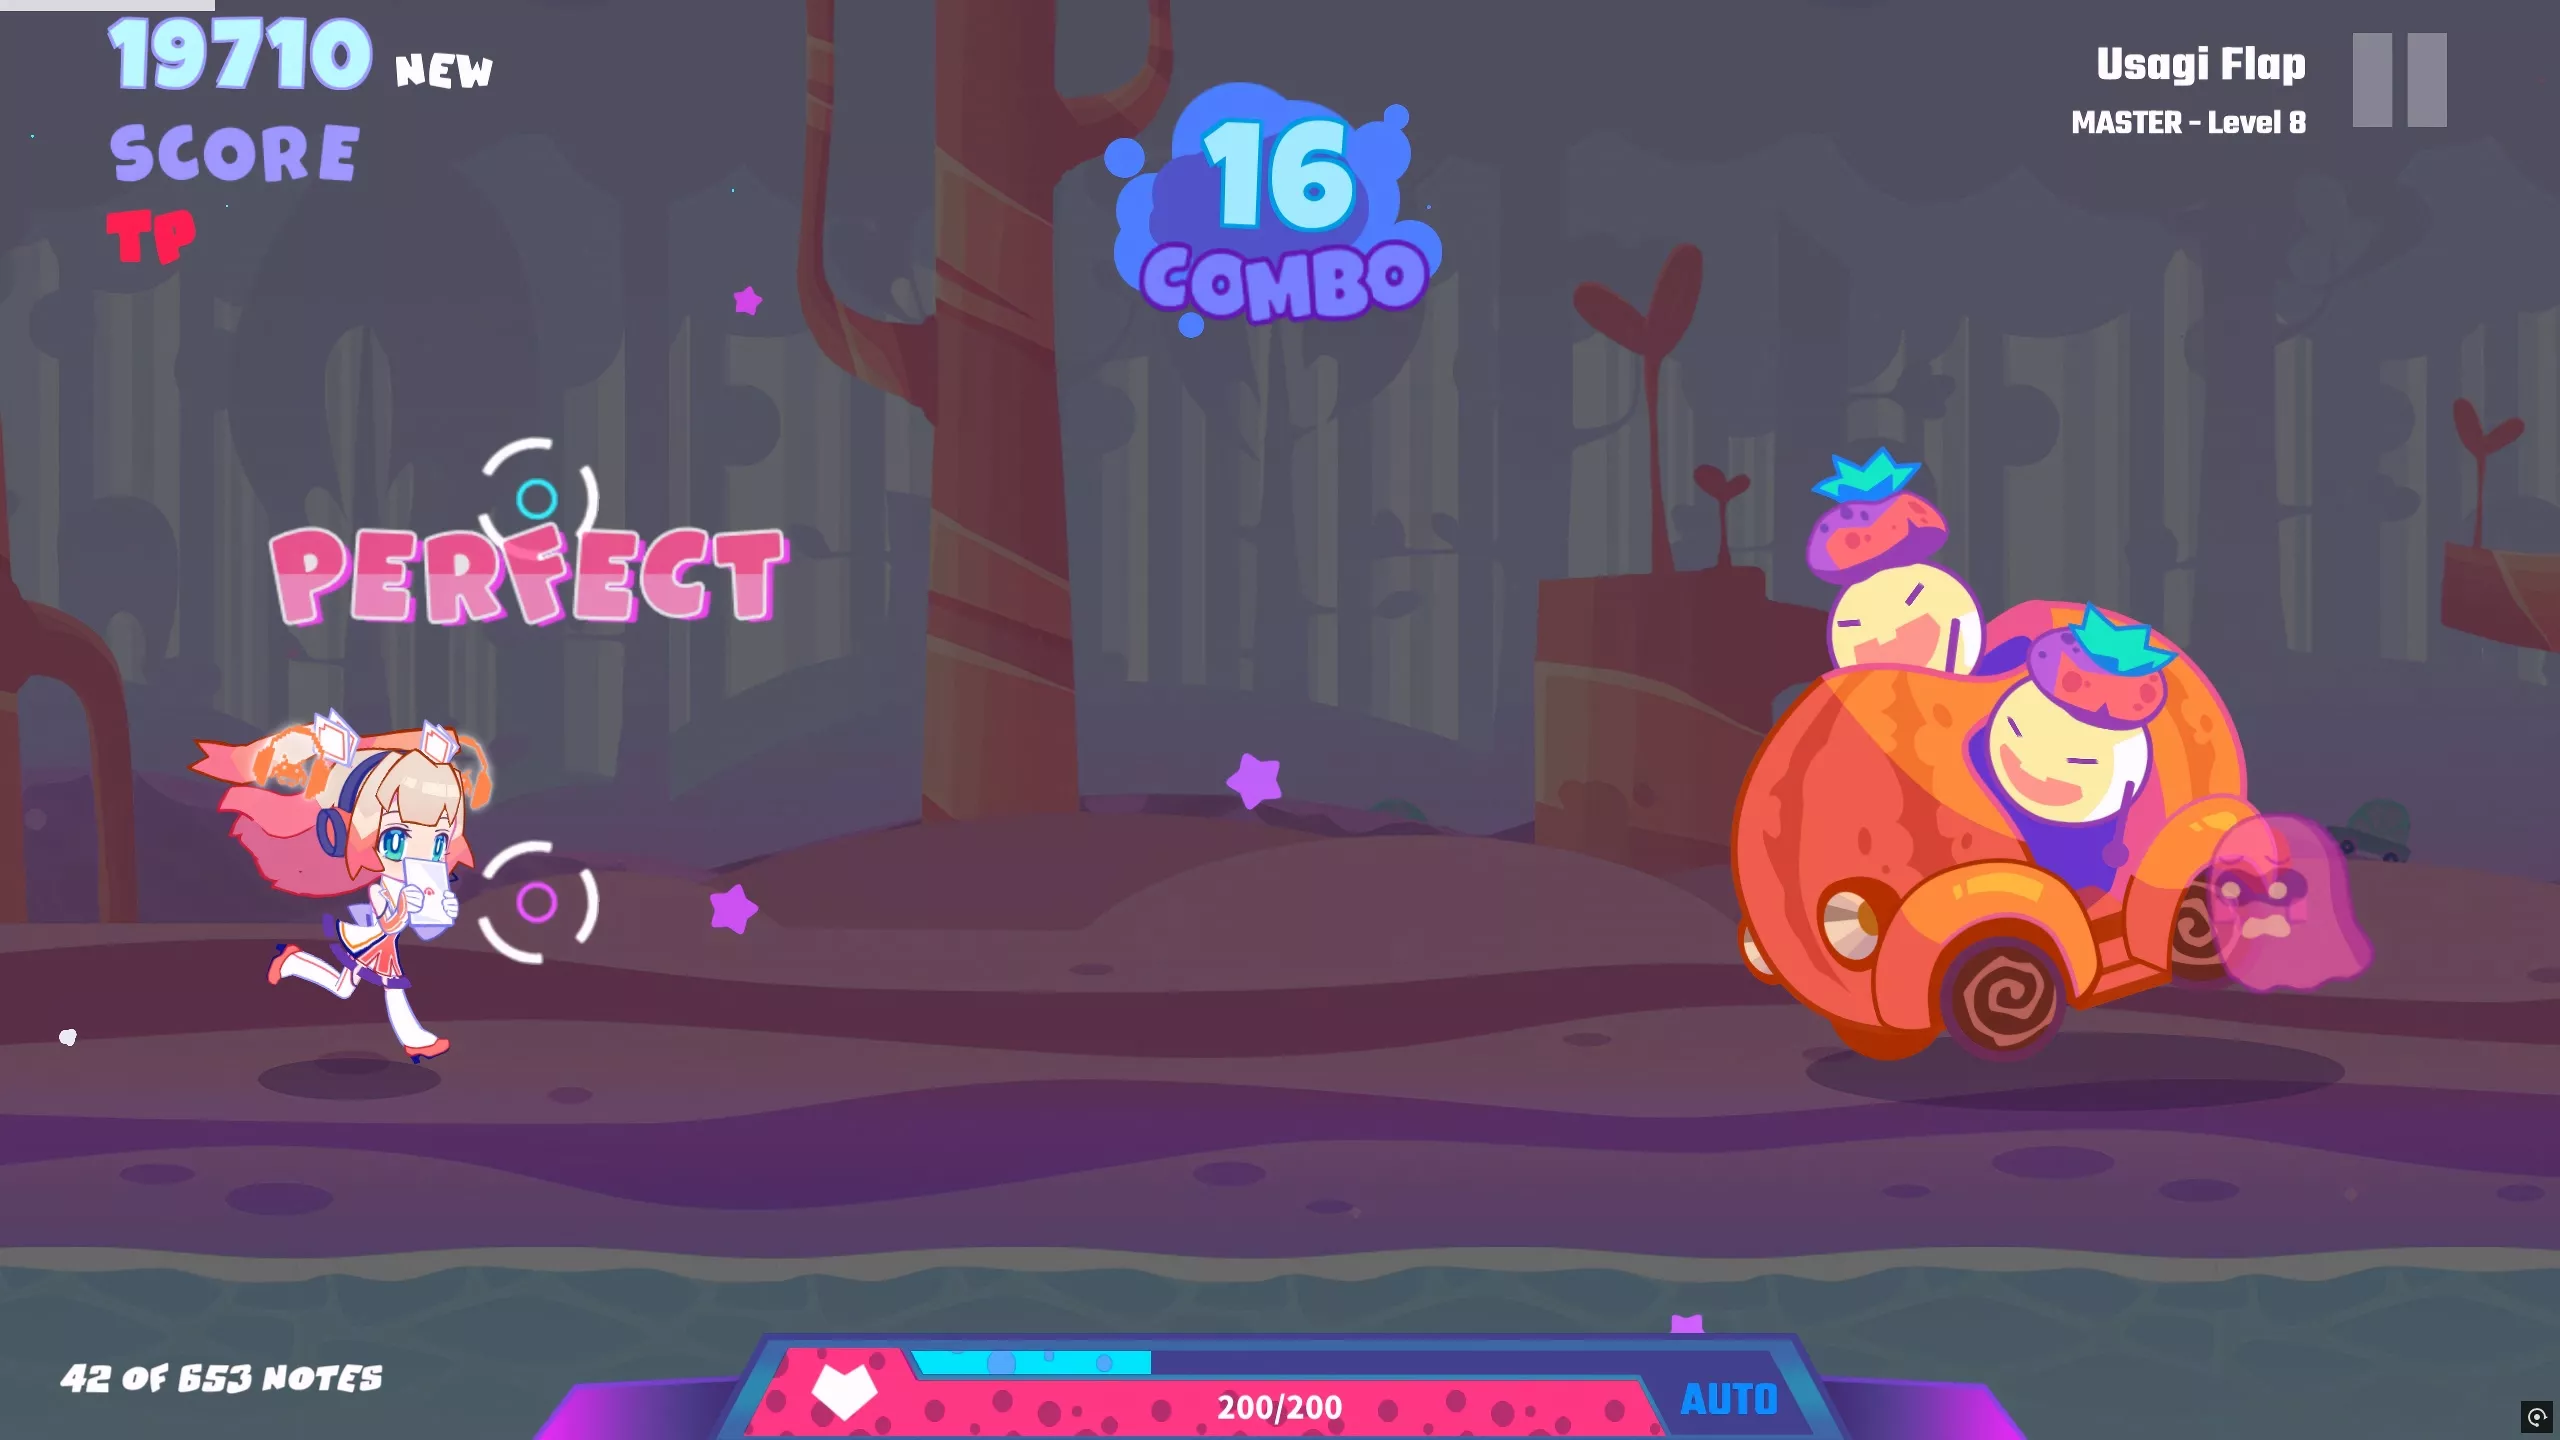 19710 NEW
SCORE
TP
16
COMBO
Usagi Flap
MASTER - Level 8
PERFECT
42 OF 653 NOTES
200/200
AUTO